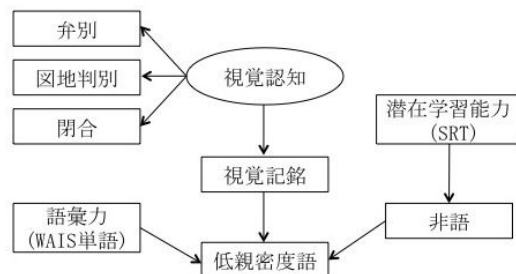 弁別
図地判別
閉合
視覚認知
潜在学習能力
(SRT)
視覚記銘
語彙力
(WAIS単語)
非語
低親密度語